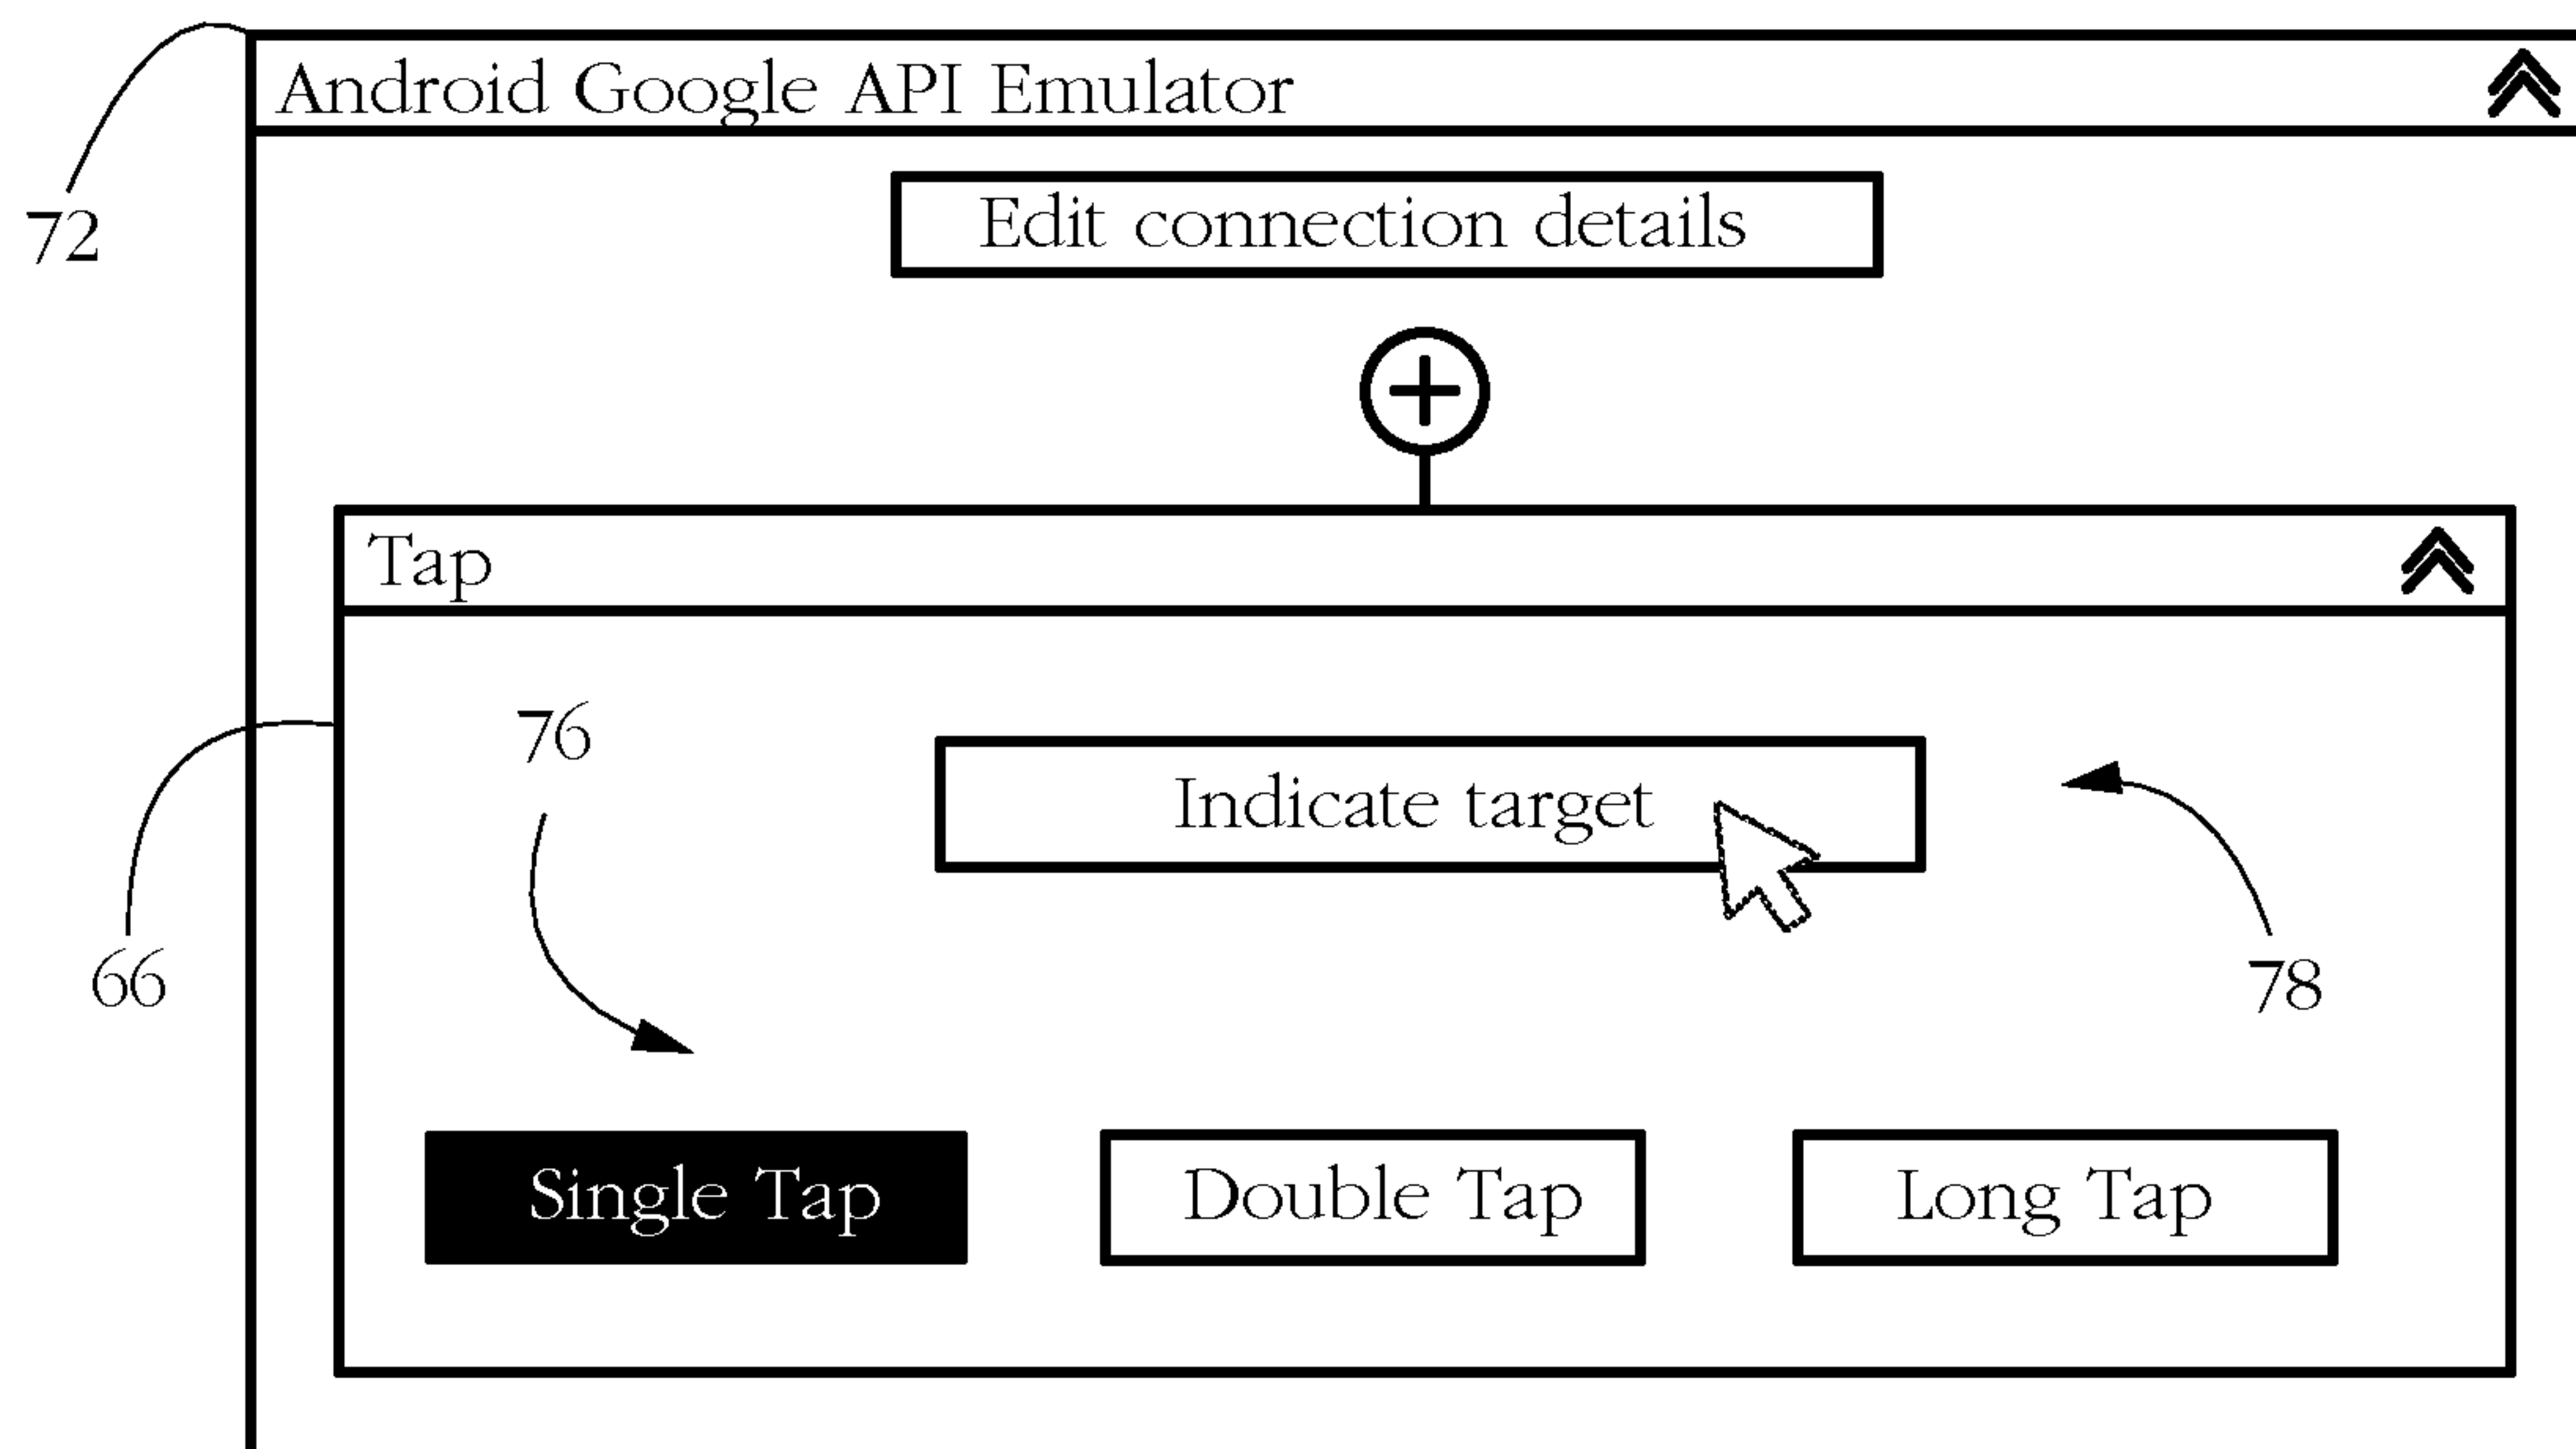 Android Google API Emulator
72
Edit connection details
Tap
76
Indicate target
66
78
Single Tap
Double Tap
Long Tap